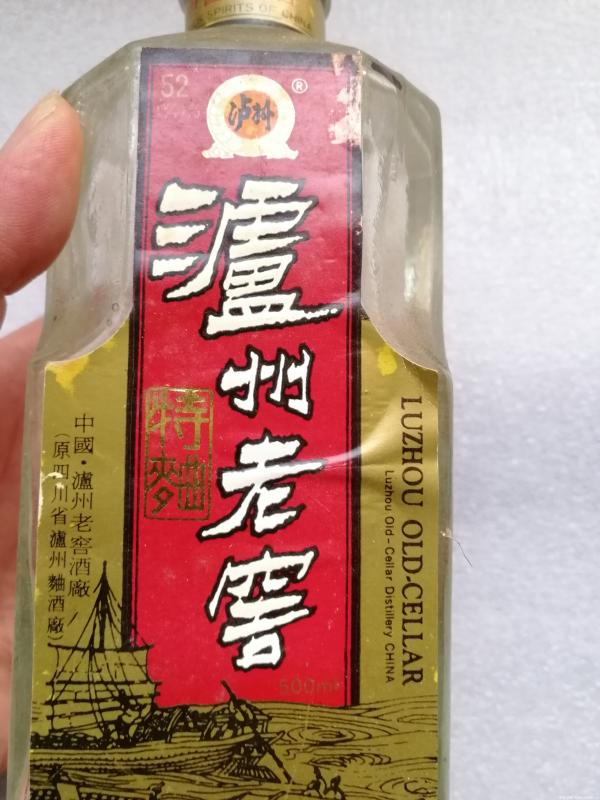 SPIRITS OF CHINA
52
泸州
®
瀘州老窖
特麯
中國·瀘州老窖酒廠
（原四川省瀘州麯酒廠）
LUZHOU OLD-CELLAR
Luzhou Old-Cellar Distillery CHINA
500ml